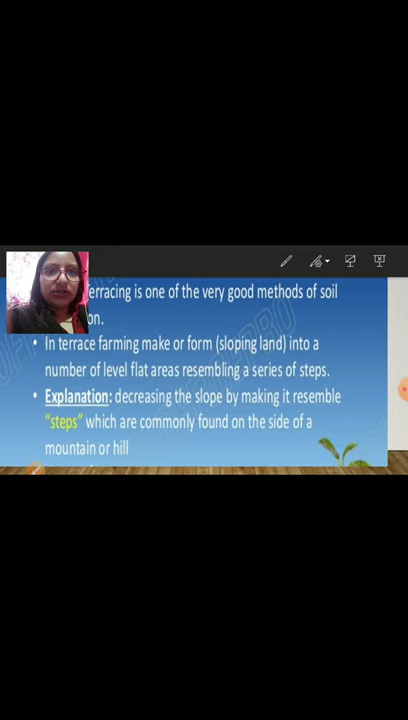 erracing is one of the very good methods of soil
on.
• In terrace farming make or form (sloping land) into a
number of level flat areas resembling a series of steps.
• Explanation: decreasing the slope by making it resemble
“steps” which are commonly found on the side of a
mountain or hill